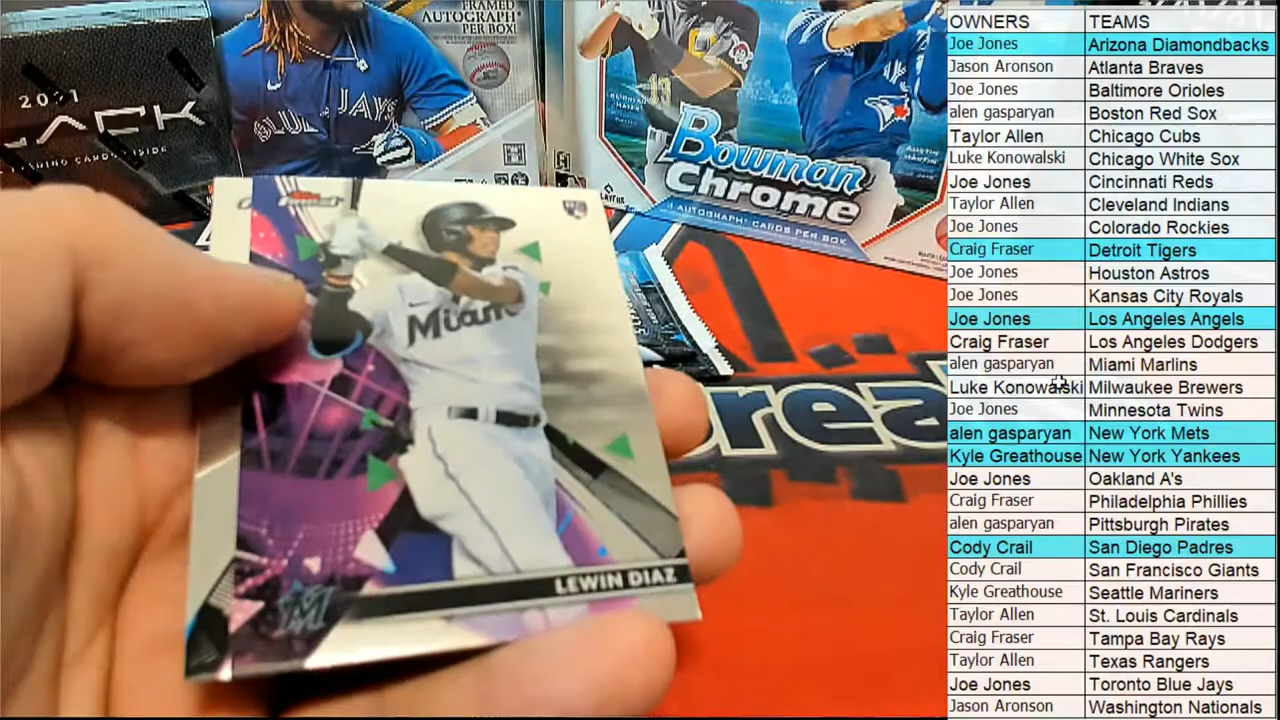 FRAMED
AUTOGRAPH
PER BOX!
BLUE JAYS
Bowman
Chrome
AUTOGRAPH CARDS PER BOX
Finest
RC
Miami
LEWIN DIAZ
M
OWNERS TEAMS
Joe Jones Arizona Diamondbacks
Jason Aronson Atlanta Braves
Joe Jones Baltimore Orioles
alen gasparyan Boston Red Sox
Taylor Allen Chicago Cubs
Luke Konowalski Chicago White Sox
Joe Jones Cincinnati Reds
Taylor Allen Cleveland Indians
Joe Jones Colorado Rockies
Craig Fraser Detroit Tigers
Joe Jones Houston Astros
Joe Jones Kansas City Royals
Joe Jones Los Angeles Angels
Craig Fraser Los Angeles Dodgers
alen gasparyan Miami Marlins
Luke Konowalski Milwaukee Brewers
Joe Jones Minnesota Twins
alen gasparyan New York Mets
Kyle Greathouse New York Yankees
Joe Jones Oakland A's
Craig Fraser Philadelphia Phillies
alen gasparyan Pittsburgh Pirates
Cody Crail San Diego Padres
Cody Crail San Francisco Giants
Kyle Greathouse Seattle Mariners
Taylor Allen St. Louis Cardinals
Craig Fraser Tampa Bay Rays
Taylor Allen Texas Rangers
Joe Jones Toronto Blue Jays
Jason Aronson Washington Nationals